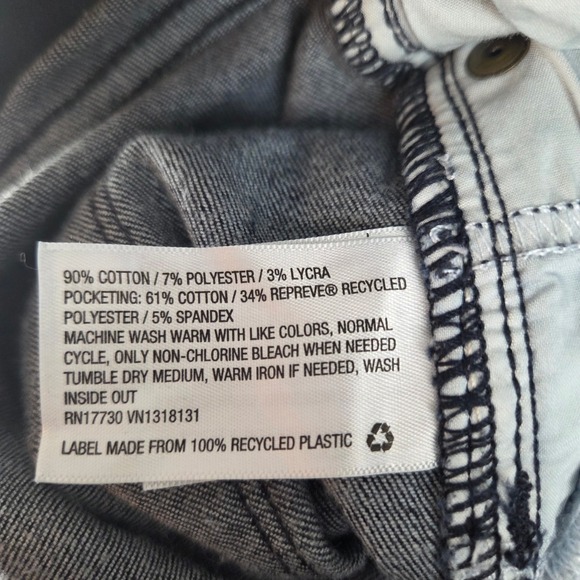 90% COTTON / 7% POLYESTER / 3% LYCRA
POCKETING: 61% COTTON / 34% REPREVE® RECYCLED
POLYESTER / 5% SPANDEX
MACHINE WASH WARM WITH LIKE COLORS, NORMAL
CYCLE, ONLY NON-CHLORINE BLEACH WHEN NEEDED
TUMBLE DRY MEDIUM, WARM IRON IF NEEDED, WASH
INSIDE OUT
RN17730 VN1318131
LABEL MADE FROM 100% RECYCLED PLASTIC